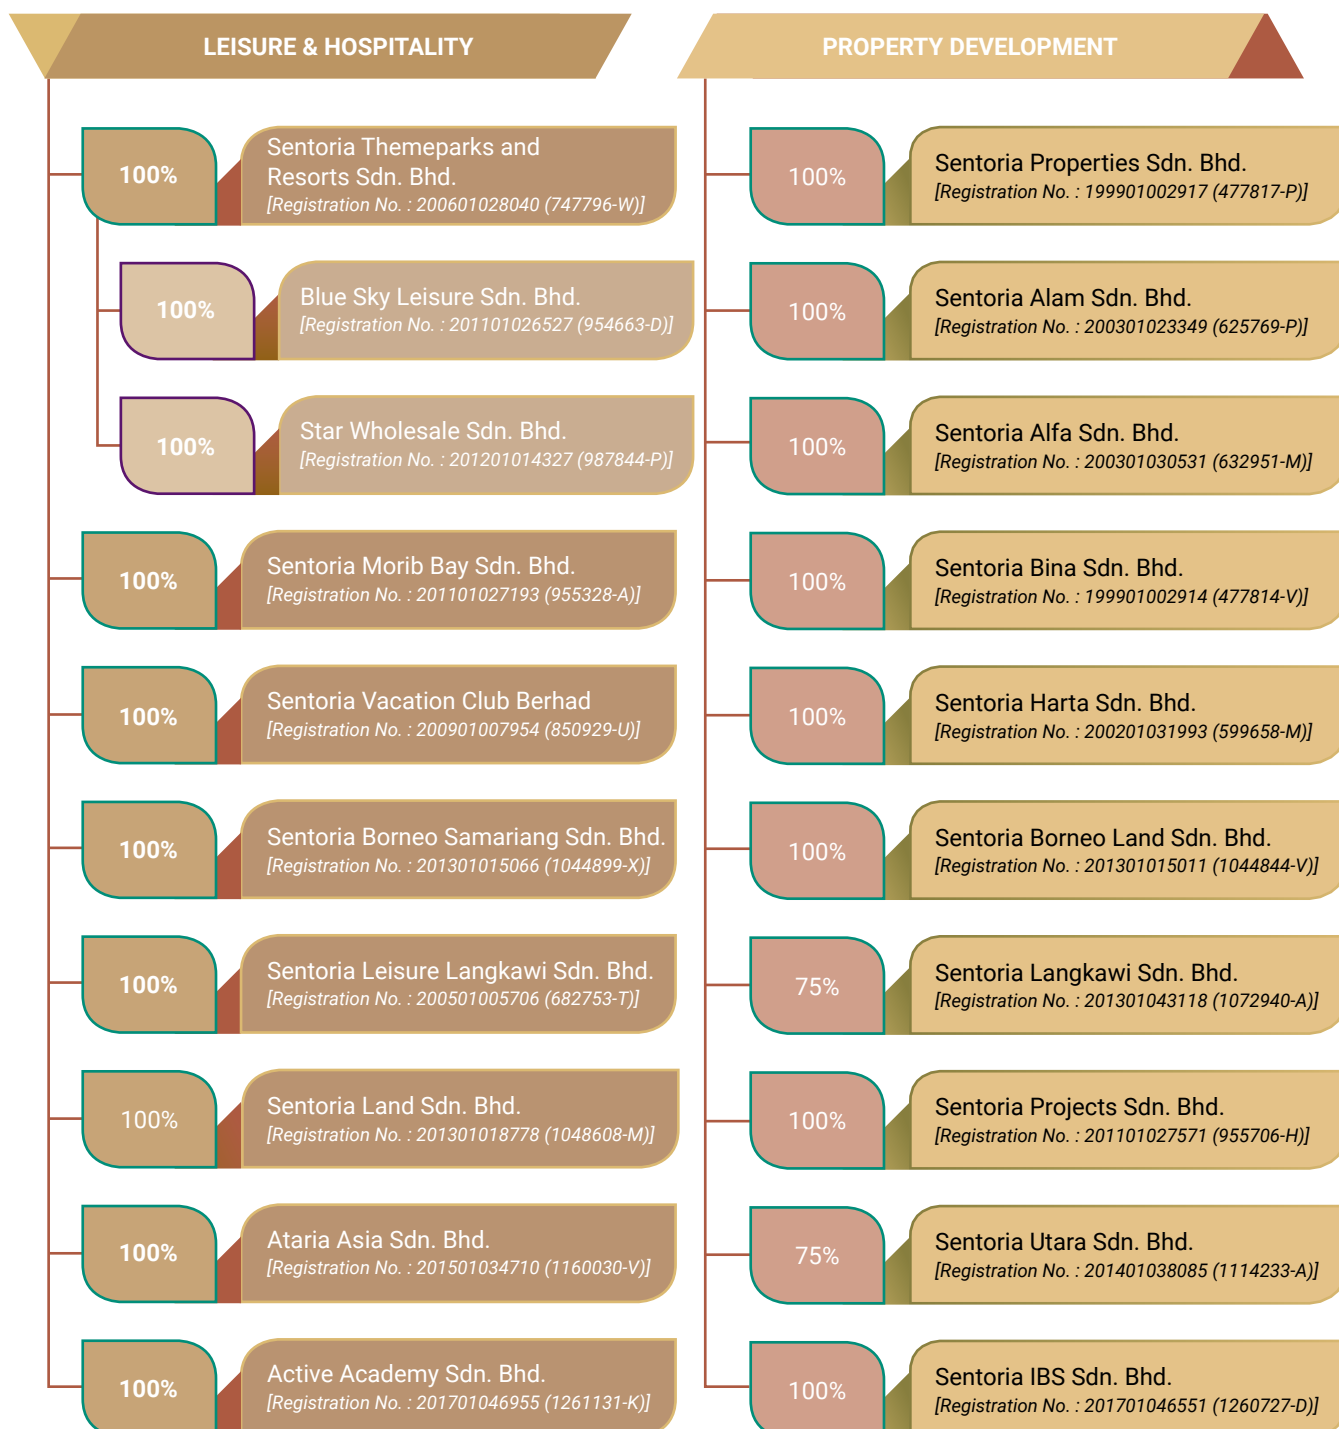 LEISURE & HOSPITALITY
100%
Sentoria Themeparks and
Resorts Sdn. Bhd.
[Registration No. : 200601028040 (747796-W)]
100%
Blue Sky Leisure Sdn. Bhd.
[Registration No. : 201101026527 (954663-D)]
100%
Star Wholesale Sdn. Bhd.
[Registration No. : 201201014327 (987844-P)]
100%
Sentoria Morib Bay Sdn. Bhd.
[Registration No. : 201101027193 (955328-A)]
100%
Sentoria Vacation Club Berhad
[Registration No. : 200901007954 (850929-U)]
100%
Sentoria Borneo Samariang Sdn. Bhd.
[Registration No. : 201301015066 (1044899-X)]
100%
Sentoria Leisure Langkawi Sdn. Bhd.
[Registration No. : 200501005706 (682753-T)]
100%
Sentoria Land Sdn. Bhd.
[Registration No. : 201301018778 (1048608-M)]
100%
Ataria Asia Sdn. Bhd.
[Registration No. : 201501034710 (1160030-V)]
100%
Active Academy Sdn. Bhd.
[Registration No. : 201701046955 (1261131-K)]
PROPERTY DEVELOPMENT
100%
Sentoria Properties Sdn. Bhd.
[Registration No. : 199901002917 (477817-P)]
100%
Sentoria Alam Sdn. Bhd.
[Registration No. : 200301023349 (625769-P)]
100%
Sentoria Alfa Sdn. Bhd.
[Registration No. : 200301030531 (632951-M)]
100%
Sentoria Bina Sdn. Bhd.
[Registration No. : 199901002914 (477814-V)]
100%
Sentoria Harta Sdn. Bhd.
[Registration No. : 200201031993 (599658-M)]
100%
Sentoria Borneo Land Sdn. Bhd.
[Registration No. : 201301015011 (1044844-V)]
75%
Sentoria Langkawi Sdn. Bhd.
[Registration No. : 201301043118 (1072940-A)]
100%
Sentoria Projects Sdn. Bhd.
[Registration No. : 201101027571 (955706-H)]
75%
Sentoria Utara Sdn. Bhd.
[Registration No. : 201401038085 (1114233-A)]
100%
Sentoria IBS Sdn. Bhd.
[Registration No. : 201701046551 (1260727-D)]